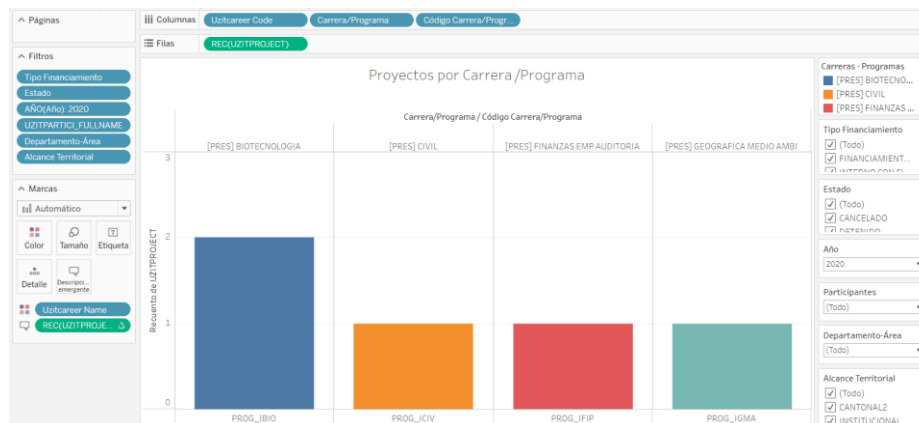 Páginas
Columnas
Uzitcareer Code
Carrera/Programa
Código Carrera/Progr...
Filas
REC(UZITPROJECT)
Filtros
Tipo Financiamiento
Estado
AÑO(Año): 2020
UZITPARTICI_FULLNAME
Departamento-Área
Alcance Territorial
Marcas
Automático
Color
Tamaño
Etiqueta
Detalle
Descripci...
emergente
Uzitcareer Name
REC(UZITPROJE...
Proyectos por Carrera /Programa
Carrera/Programa / Código Carrera/Programa
[PRES] BIOTECNOLOGIA
[PRES] CIVIL
[PRES] FINANZAS EMP AUDITORIA
[PRES] GEOGRAFICA MEDIO AMBI
Recuento de UZITPROJECT
3
2
1
0
PROG_IBIO
PROG_ICIV
PROG_IFIP
PROG_IGMA
Carreras - Programas
[PRES] BIOTECNO...
[PRES] CIVIL
[PRES] FINANZAS ...
Tipo Financiamiento
(Todo)
FINANCIAMIENT...
INTERNO CON FI...
Estado
(Todo)
CANCELADO
DETENIDO
Año
2020
Participantes
(Todo)
Departamento-Área
(Todo)
Alcance Territorial
(Todo)
CANTONAL2
INSTITUCIONAL